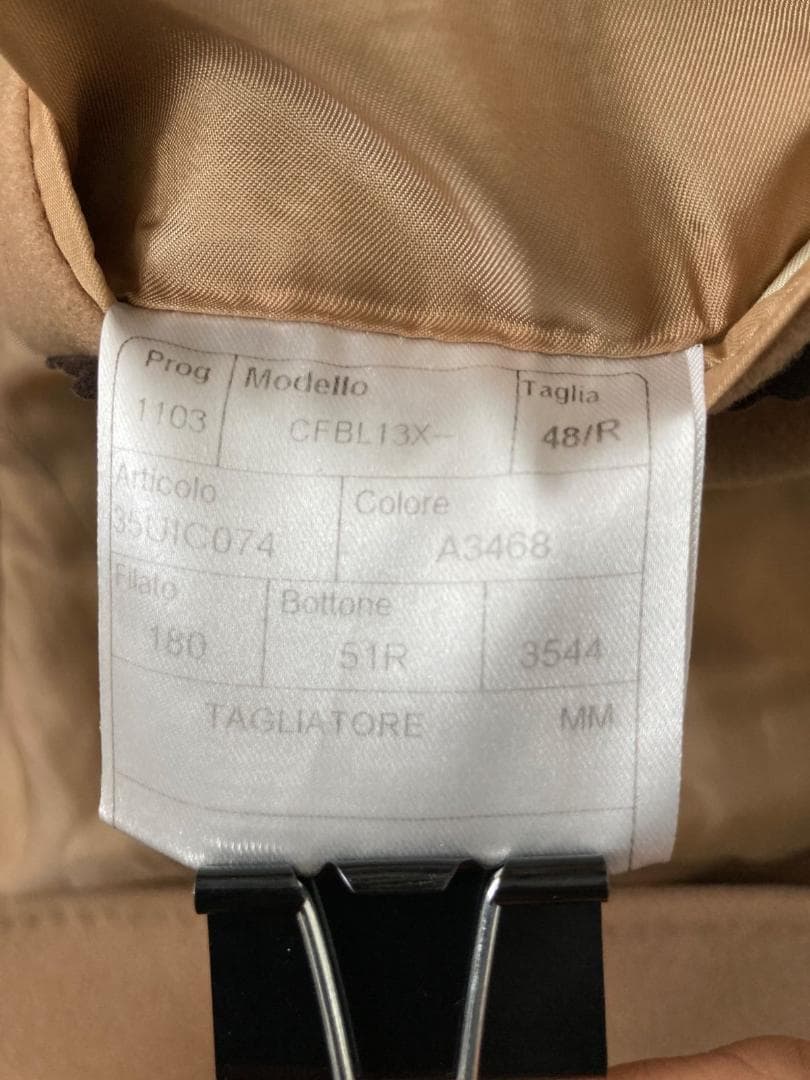 Prog Modello Taglia
1103 CFBL13X- 48/R
Articolo Colore
35UIC074 A3468
Filato Bottone
180 51R 3544
TAGLIATORE MM